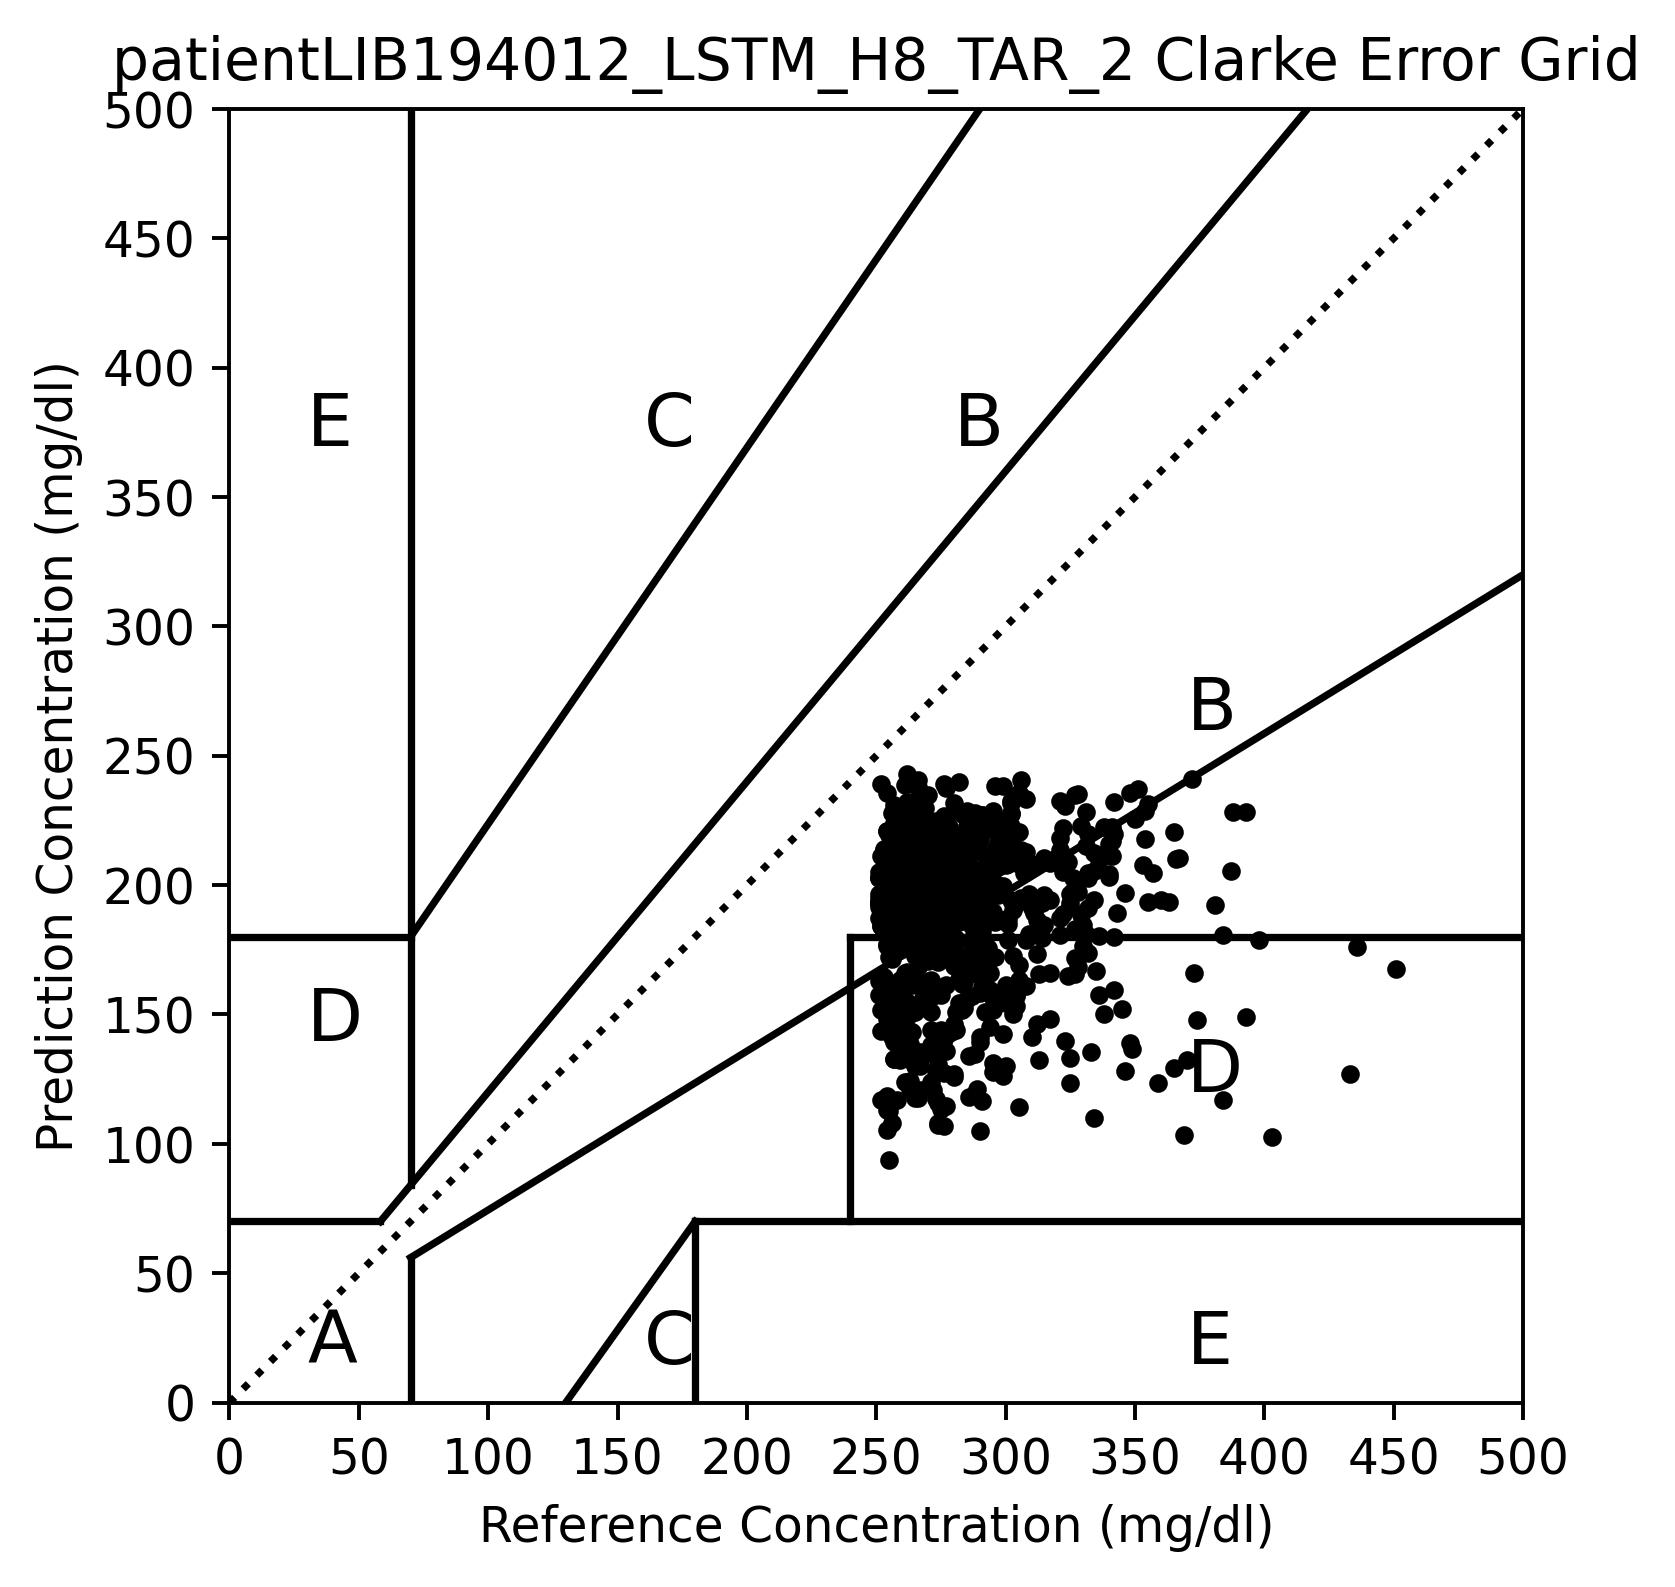 patientLIB194012_LSTM_H8_TAR_2 Clarke Error Grid
Prediction Concentration (mg/dl)
500
450
400
350
300
250
200
150
100
50
0
E
C
B
B
D
D
A
C
E
0 50 100 150 200 250 300 350 400 450 500
Reference Concentration (mg/dl)